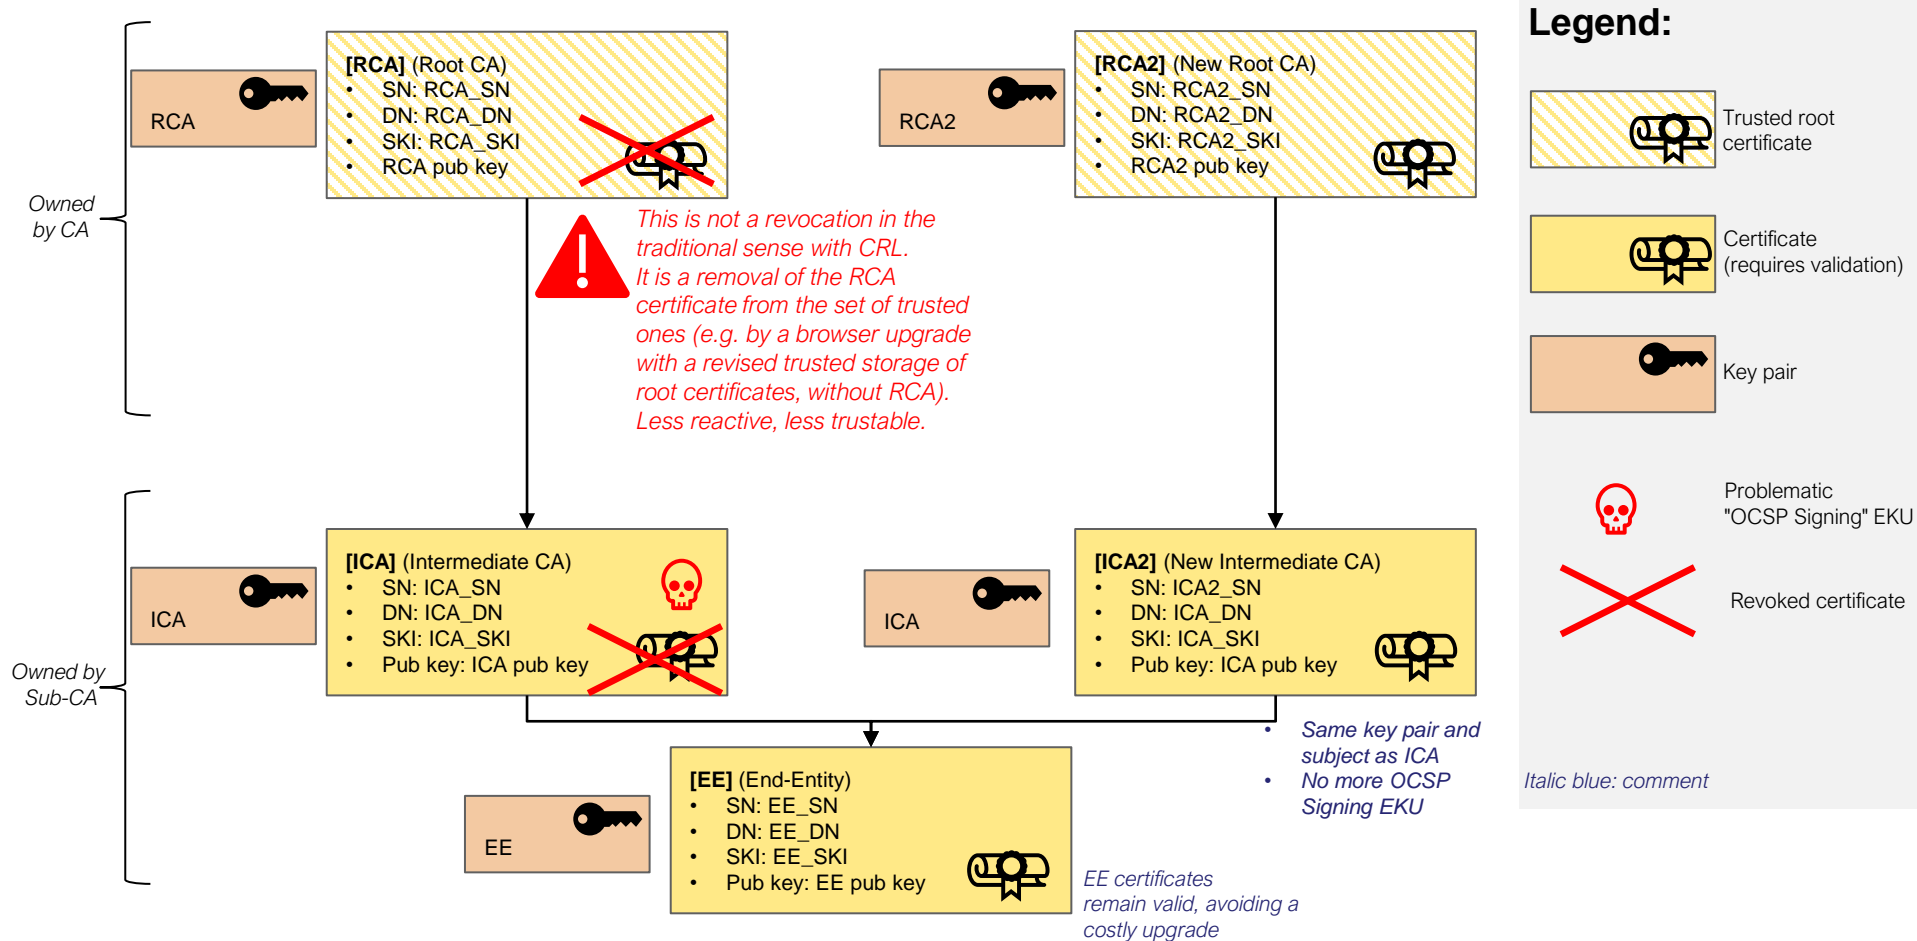 Owned
by CA
RCA
[RCA] (Root CA)
• SN: RCA_SN
• DN: RCA_DN
• SKI: RCA_SKI
• RCA pub key
This is not a revocation in the
traditional sense with CRL.
It is a removal of the RCA
certificate from the set of trusted
ones (e.g. by a browser upgrade
with a revised trusted storage of
root certificates, without RCA).
Less reactive, less trustable.
RCA2
[RCA2] (New Root CA)
• SN: RCA2_SN
• DN: RCA2_DN
• SKI: RCA2_SKI
• RCA2 pub key
Owned by
Sub-CA
ICA
[ICA] (Intermediate CA)
• SN: ICA_SN
• DN: ICA_DN
• SKI: ICA_SKI
• Pub key: ICA pub key
ICA
[ICA2] (New Intermediate CA)
• SN: ICA2_SN
• DN: ICA_DN
• SKI: ICA_SKI
• Pub key: ICA pub key
• Same key pair and
subject as ICA
• No more OCSP
Signing EKU
EE
[EE] (End-Entity)
• SN: EE_SN
• DN: EE_DN
• SKI: EE_SKI
• Pub key: EE pub key
EE certificates
remain valid, avoiding a
costly upgrade
Legend:
Trusted root
certificate
Certificate
(requires validation)
Key pair
Problematic
"OCSP Signing" EKU
Revoked certificate
Italic blue: comment